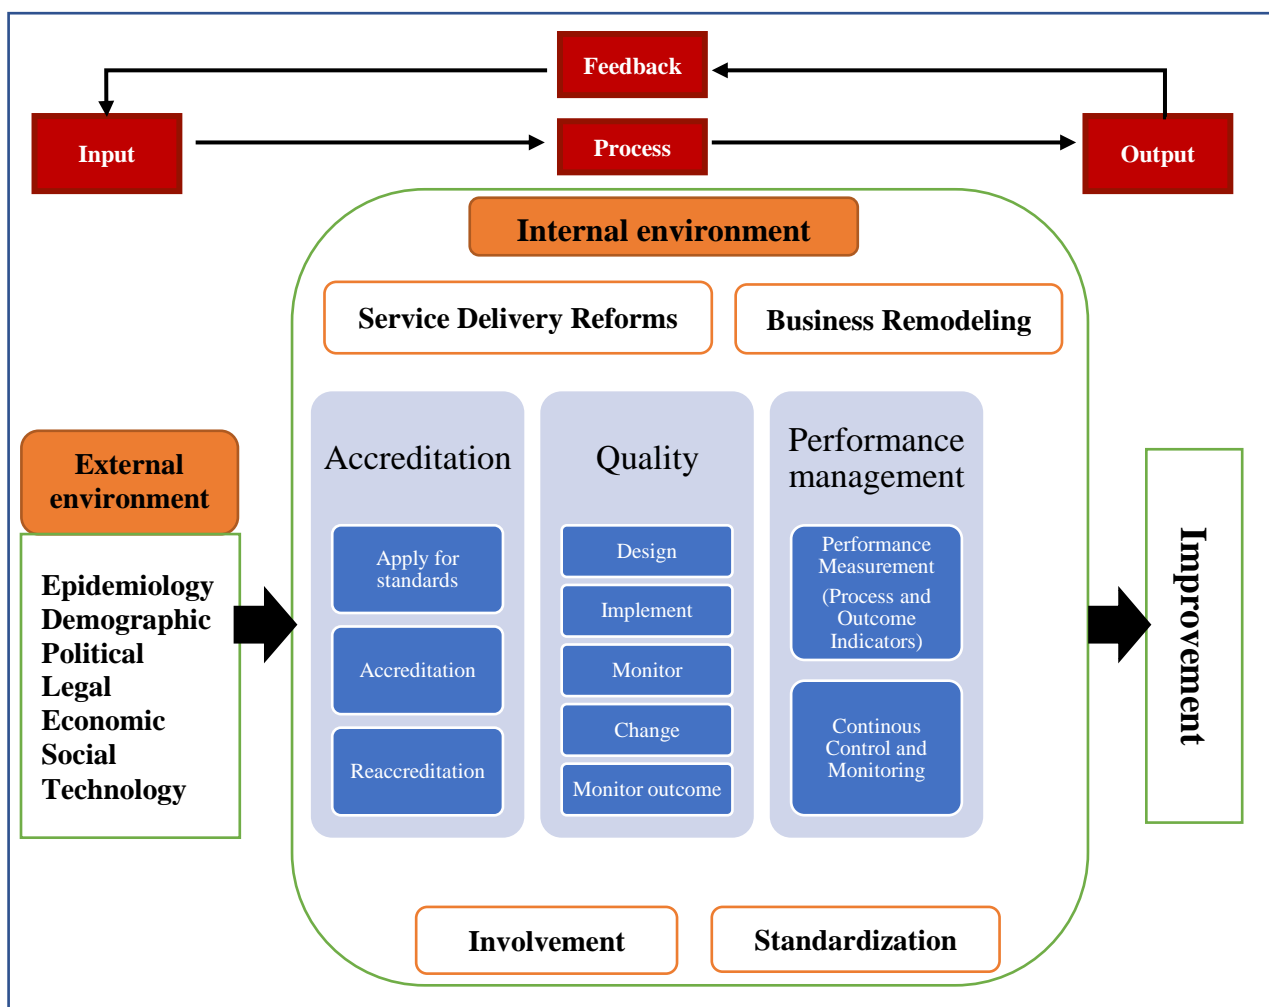 Feedback
Input
Process
Output
Internal environment
Service Delivery Reforms
Business Remodeling
External
environment
Epidemiology
Demographic
Political
Legal
Economic
Social
Technology
Accreditation
Apply for
standards
Accreditation
Reaccreditation
Quality
Design
Implement
Monitor
Change
Monitor outcome
Performance
management
Performance
Measurement
(Process and
Outcome
Indicators)
Continous
Control and
Monitoring
Improvement
Involvement
Standardization